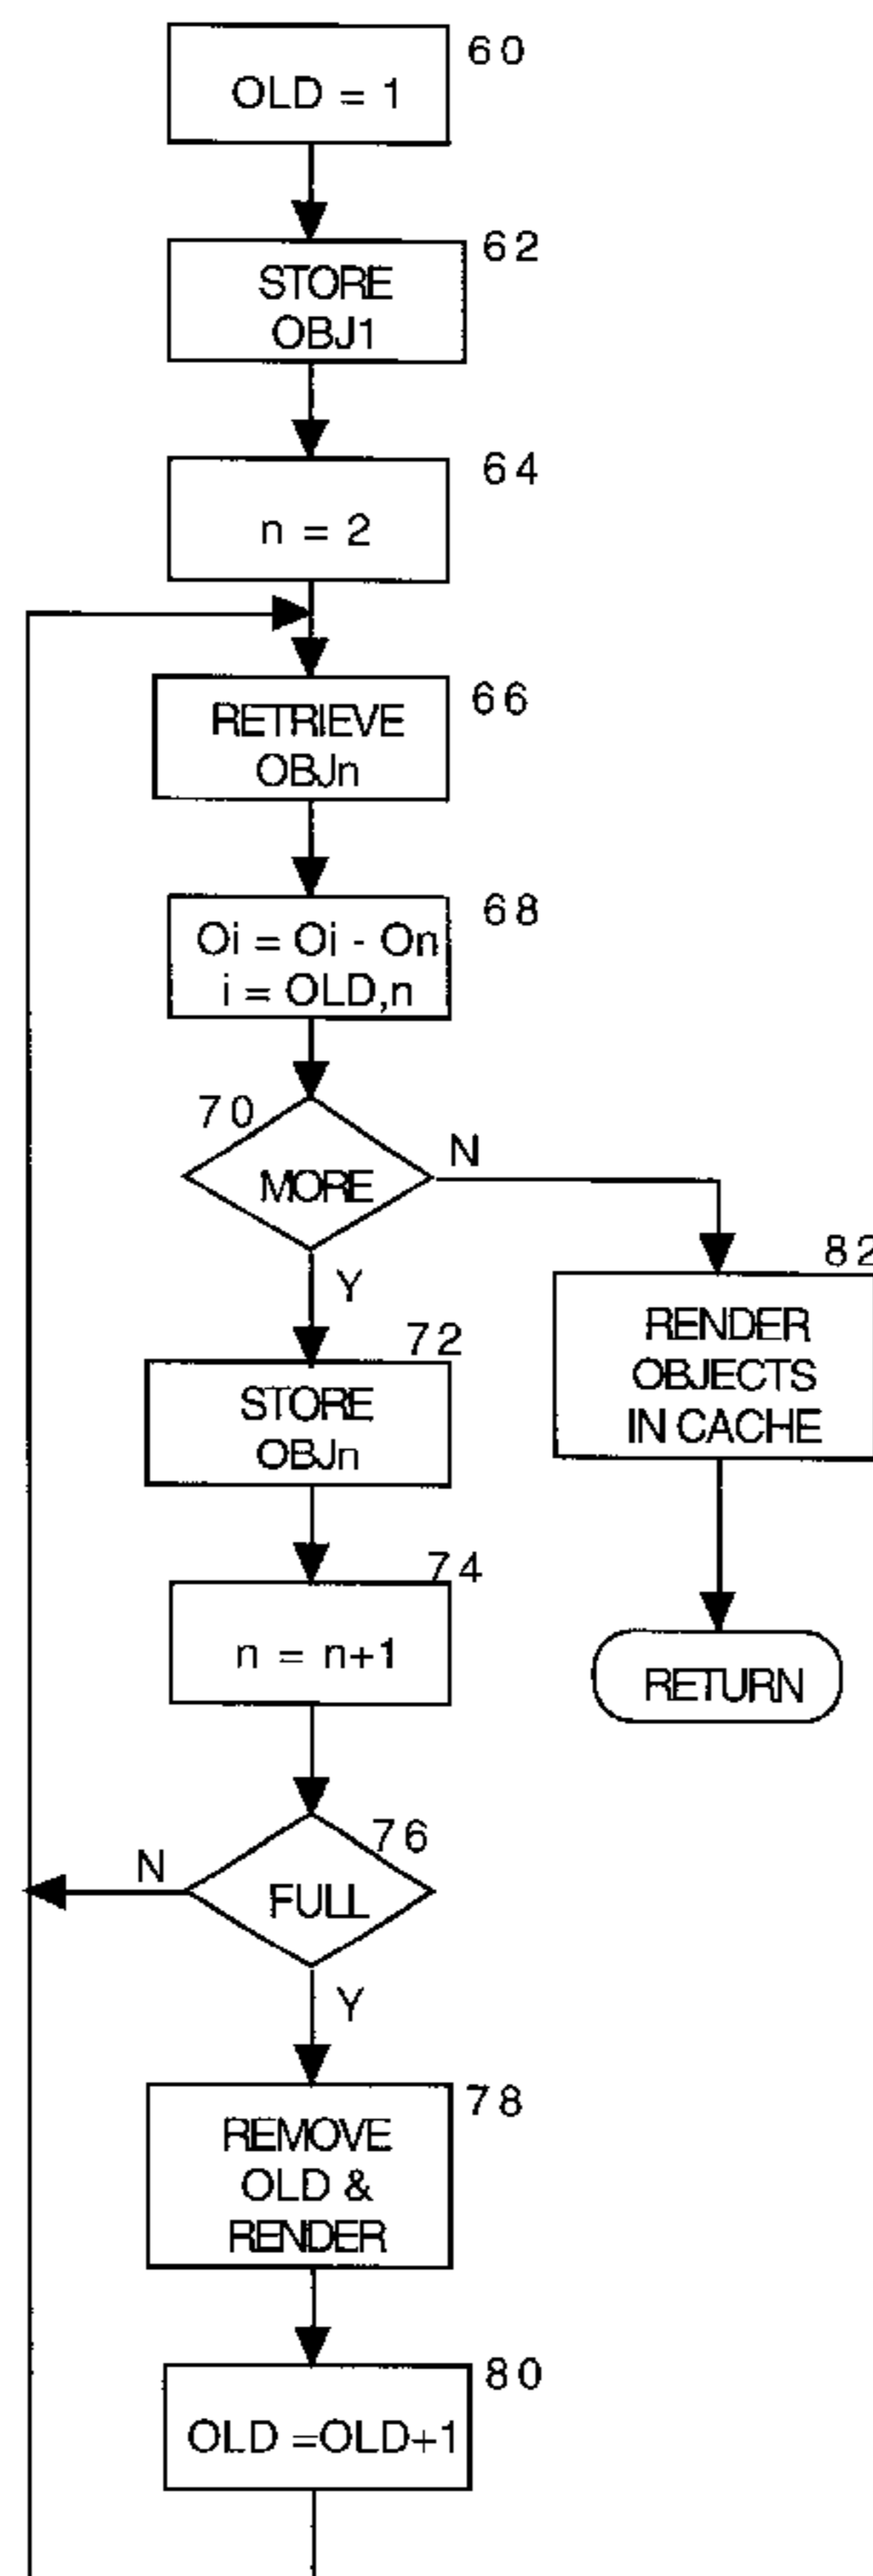 60
OLD = 1
62
STORE
OBJ1
64
n = 2
66
RETRIEVE
OBJn
68
Oi = Oi - On
i = OLD,n
70
MORE
N
Y
82
RENDER
OBJECTS
IN CACHE
72
STORE
OBJn
74
n = n+1
RETURN
76
FULL
N
Y
78
REMOVE
OLD &
RENDER
80
OLD =OLD+1